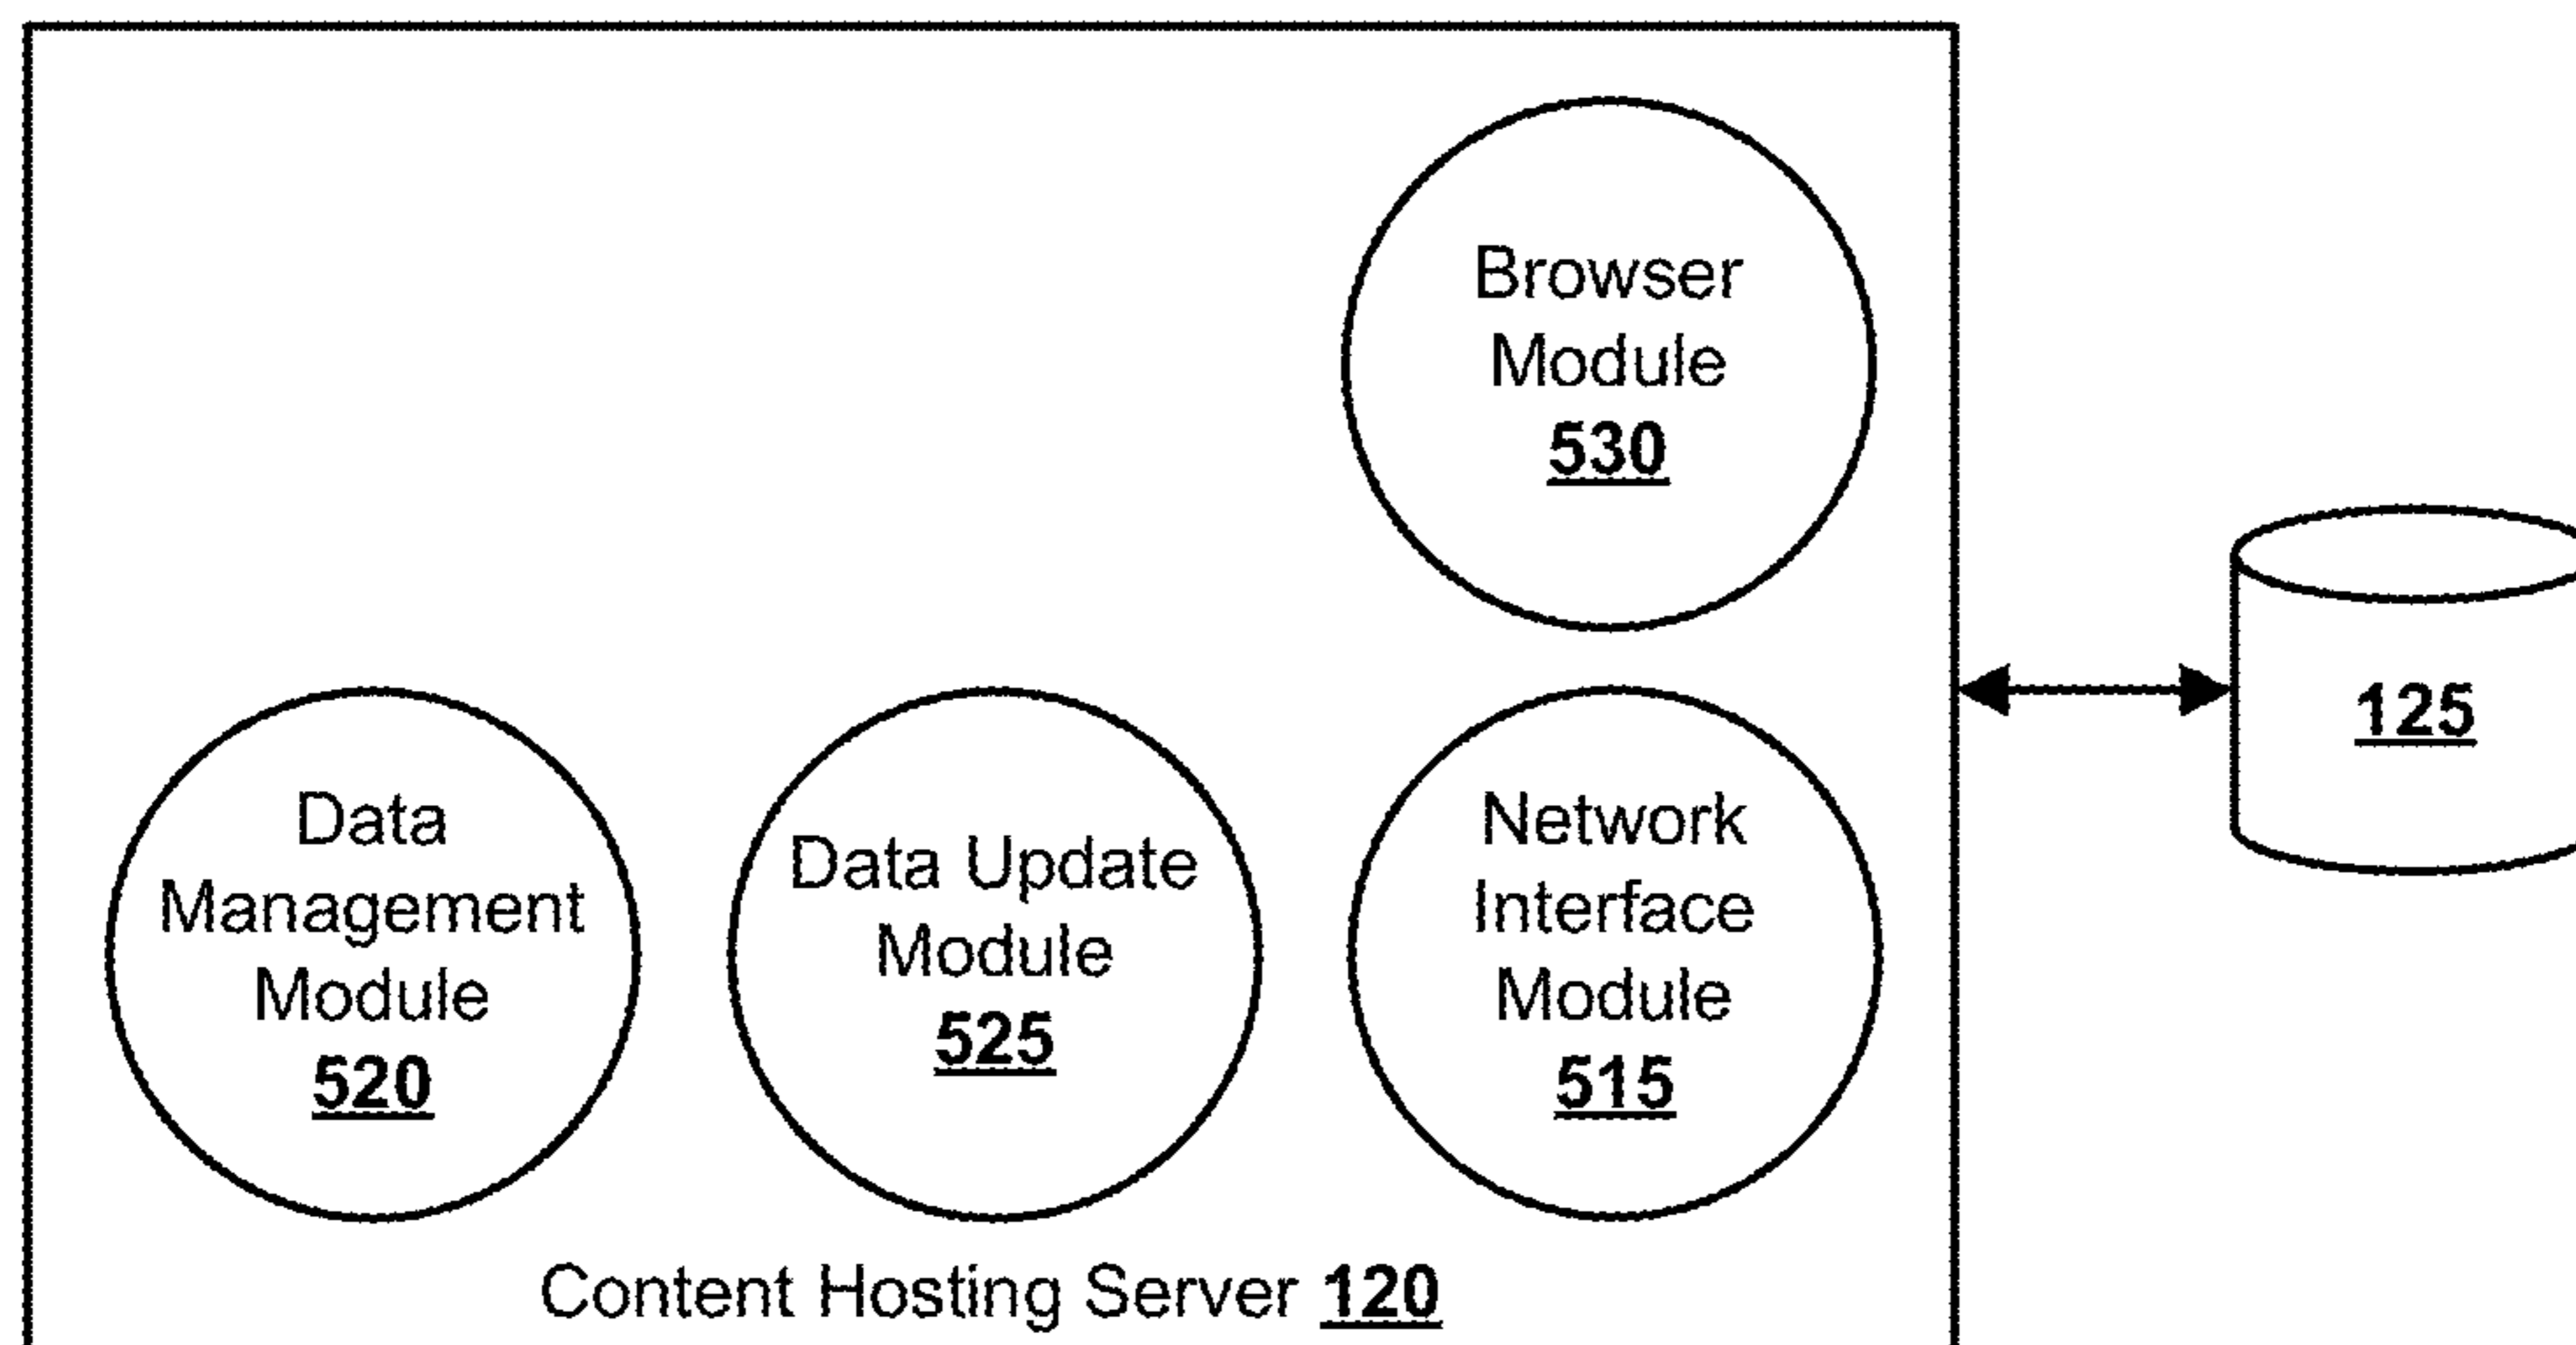 Browser
Module
530
125
Data
Management
Module
520
Data Update
Module
525
Network
Interface
Module
515
Content Hosting Server 120